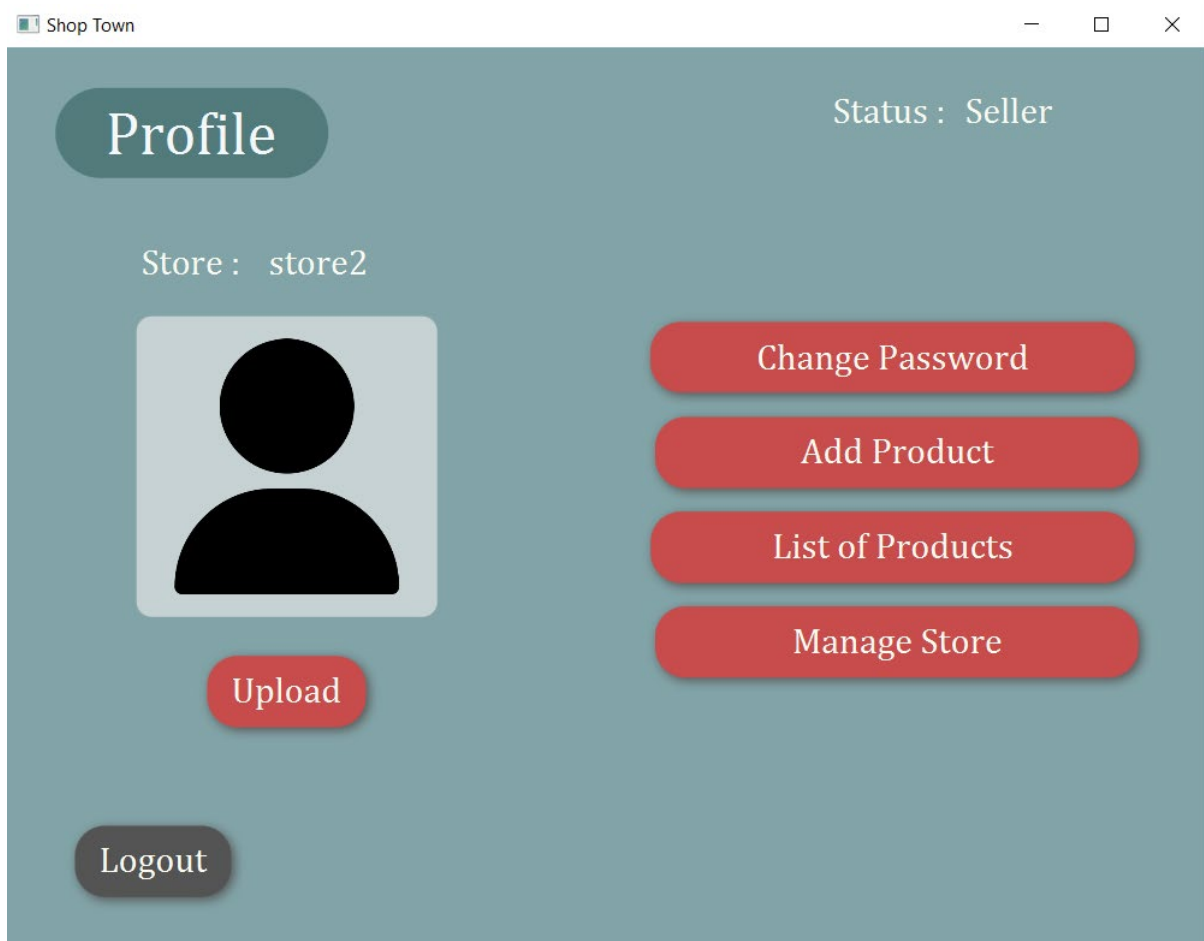 Shop Town
Profile
Status : Seller
Store : store2
Change Password
Add Product
List of Products
Manage Store
Upload
Logout